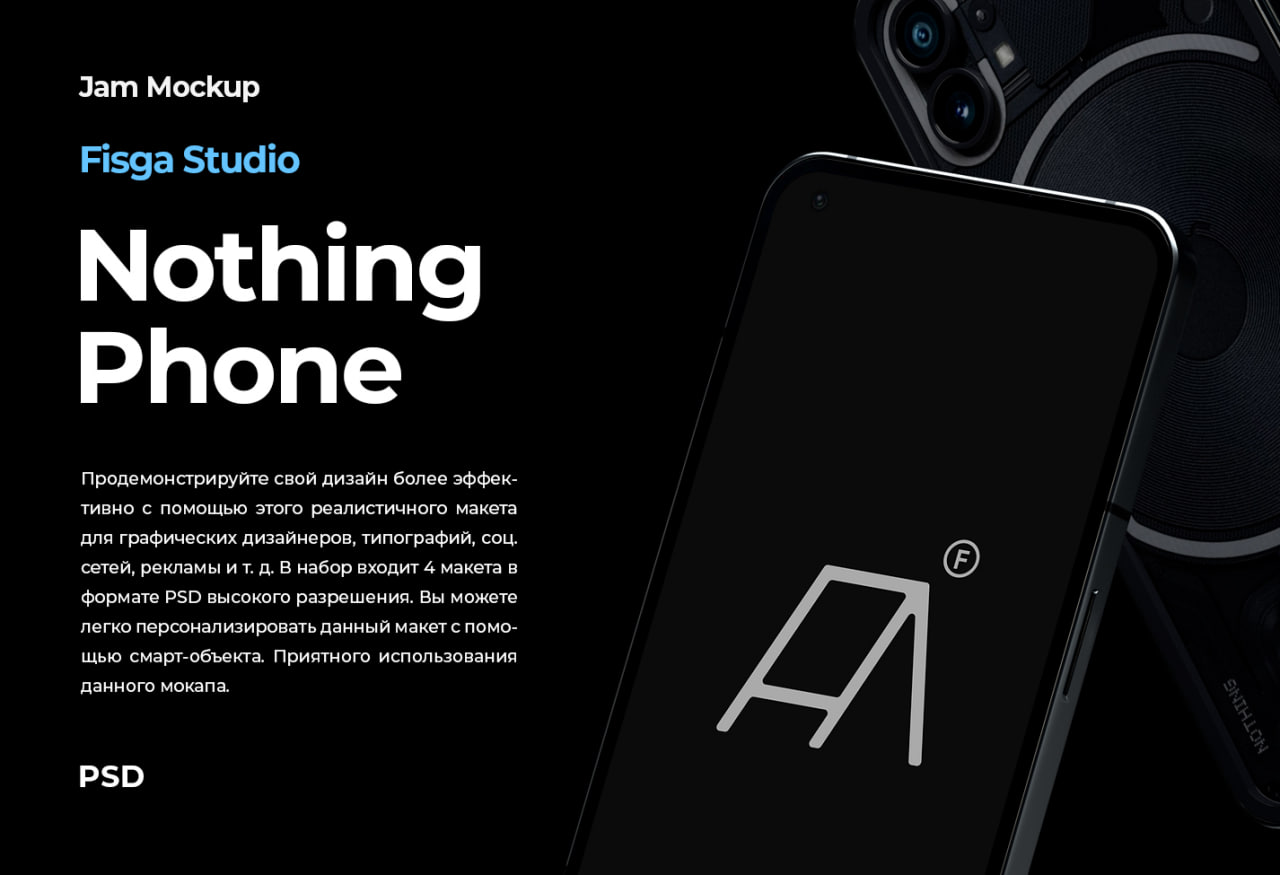 Jam Mockup
Fisga Studio
Nothing
Phone
Продемонстрируйте свой дизайн более эффек-
тивно с помощью этого реалистичного макета
для графических дизайнеров, типографий, соц.
сетей, рекламы и т. д. В набор входит 4 макета в
формате PSD высокого разрешения. Вы можете
легко персонализировать данный макет с помо-
щью смарт-объекта. Приятного использования
данного мокапа.
PSD
F
NOTHING